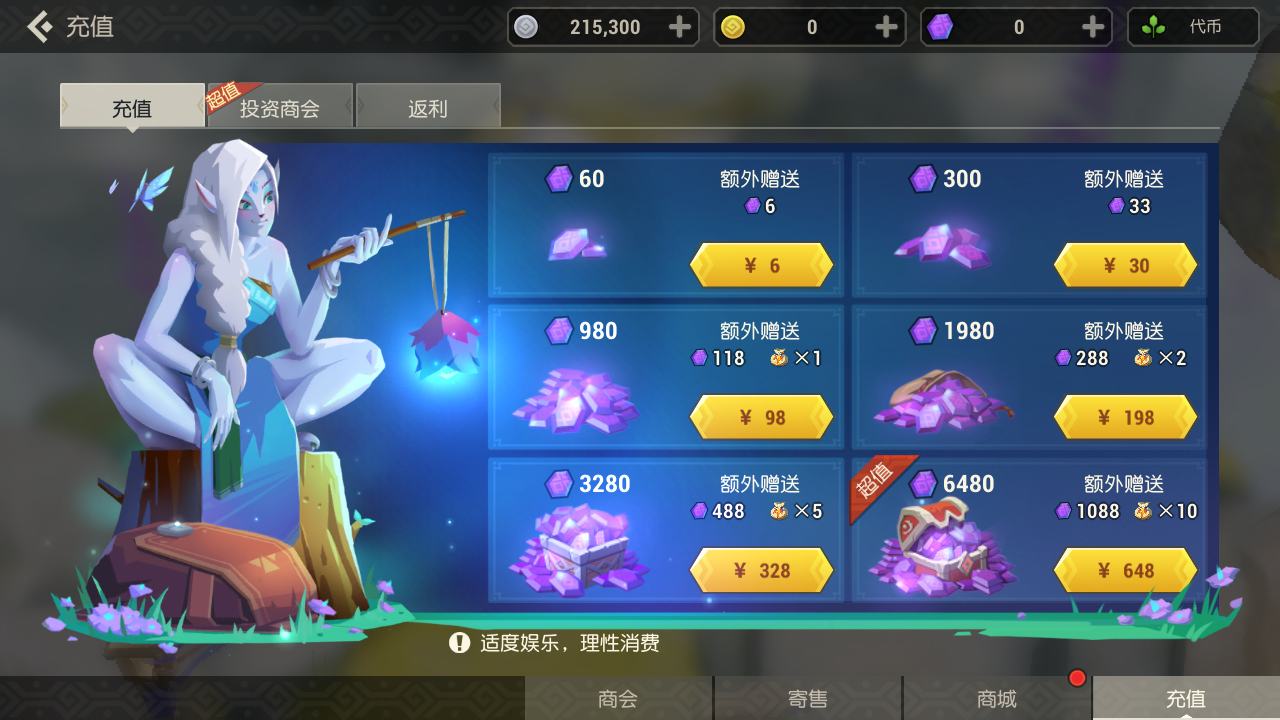 充值
215,300
0
0
代币
充值
超值
投资商会
返利
60
额外赠送
6
¥ 6
300
额外赠送
33
¥ 30
980
额外赠送
118 ×1
¥ 98
1980
额外赠送
288 ×2
¥ 198
3280
额外赠送
488 ×5
¥ 328
超值
6480
额外赠送
1088 ×10
¥ 648
适度娱乐，理性消费
商会
寄售
商城
充值